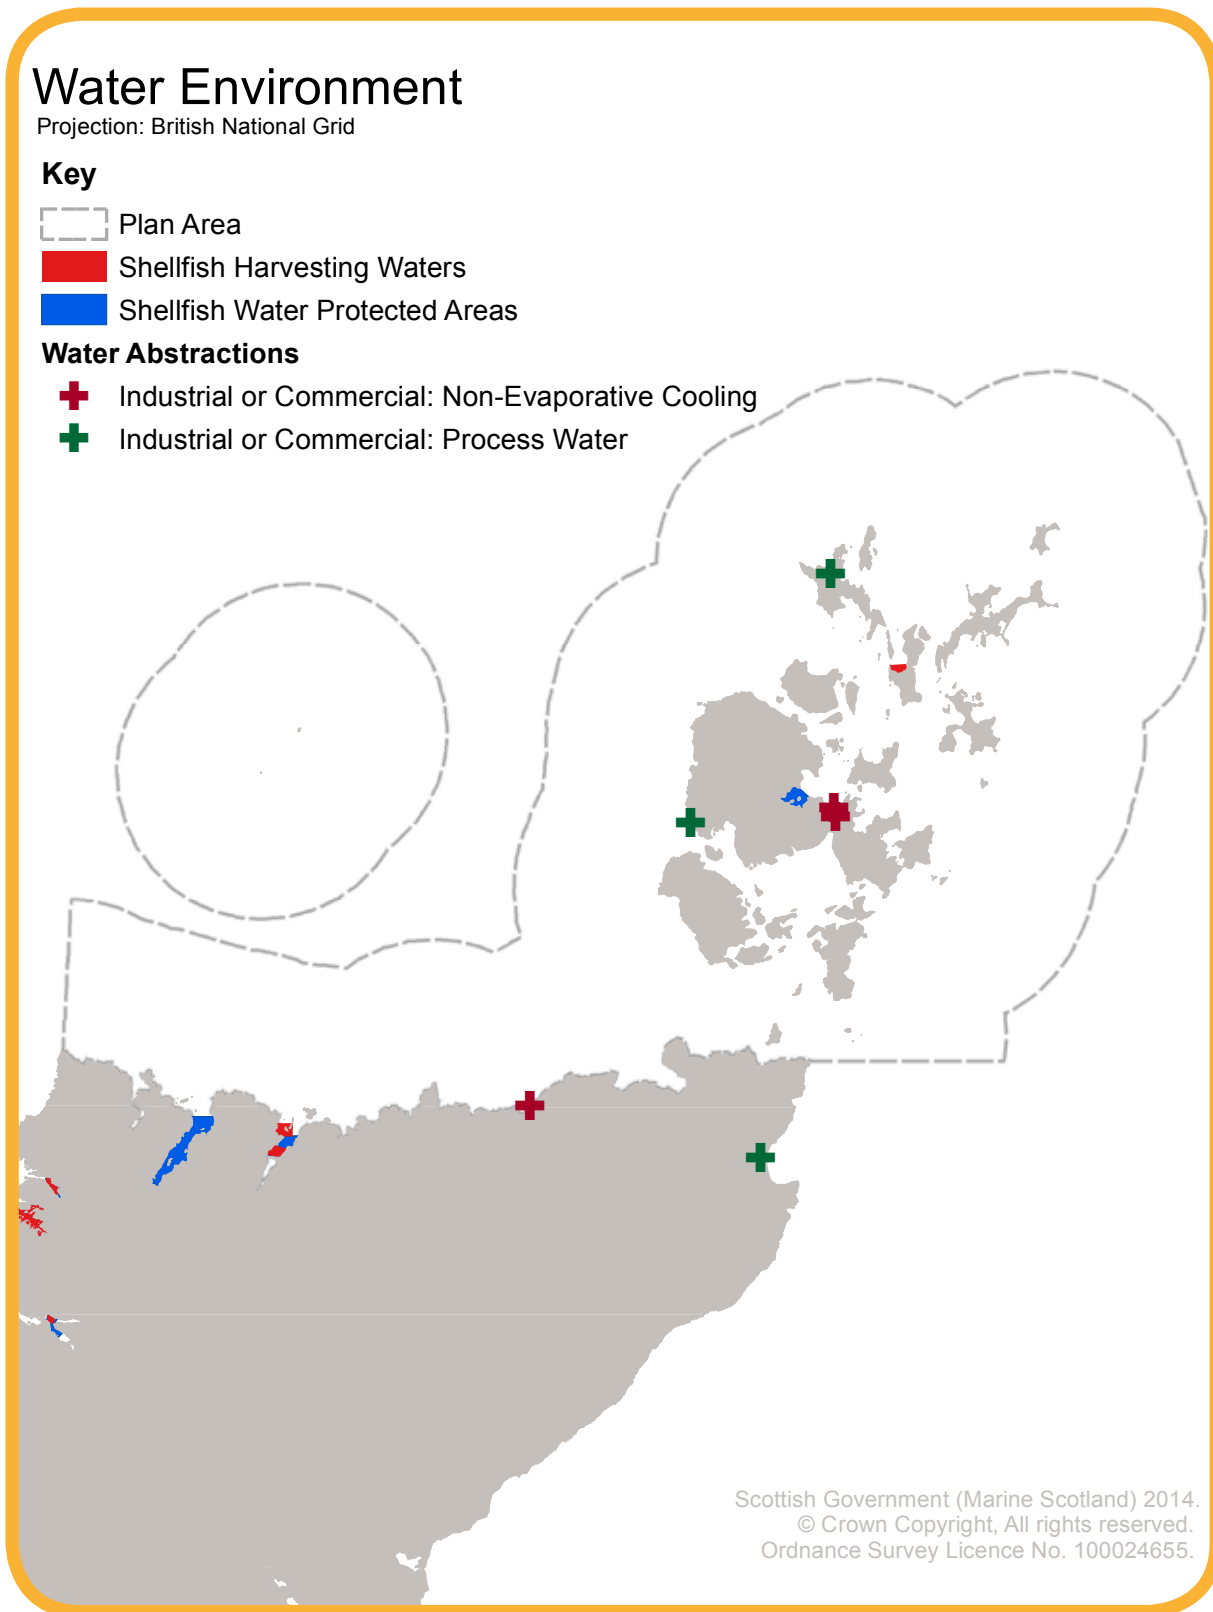 Water Environment
Projection: British National Grid
Key
Plan Area
Shellfish Harvesting Waters
Shellfish Water Protected Areas
Water Abstractions
Industrial or Commercial: Non-Evaporative Cooling
Industrial or Commercial: Process Water
Scottish Government (Marine Scotland) 2014.
© Crown Copyright, All rights reserved.
Ordnance Survey Licence No. 100024655.